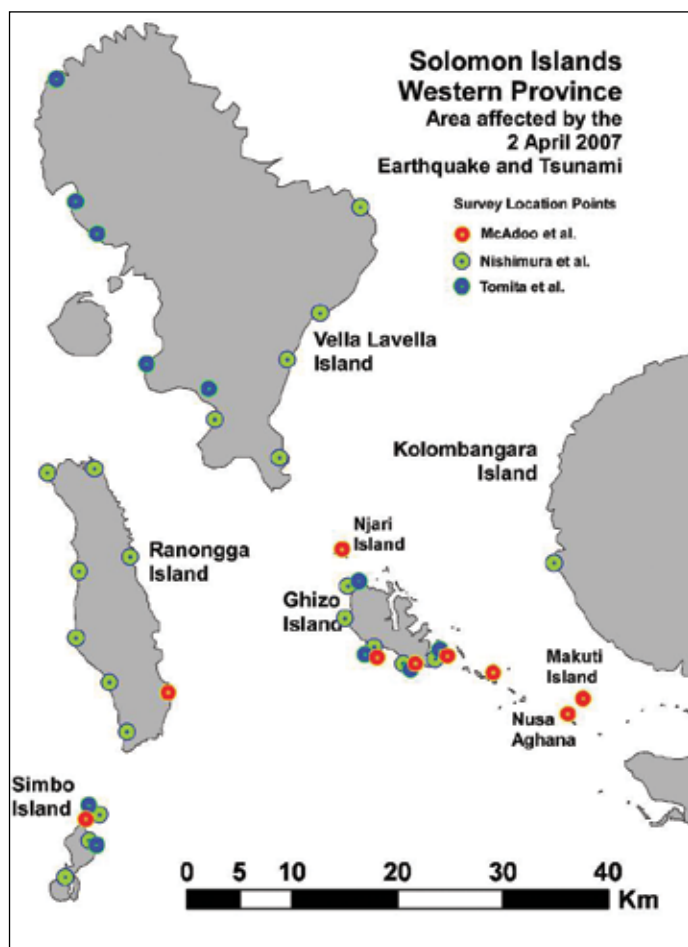 Solomon Islands
Western Province
Area affected by the
2 April 2007
Earthquake and Tsunami
Survey Location Points
McAdoo et al.
Nishimura et al.
Tomita et al.
Vella Lavella
Island
Kolombangara
Island
Njari
Island
Ranongga
Island
Ghizo
Island
Makuti
Island
Nusa
Aghana
Simbo
Island
0 5 10 20 30 40
Km